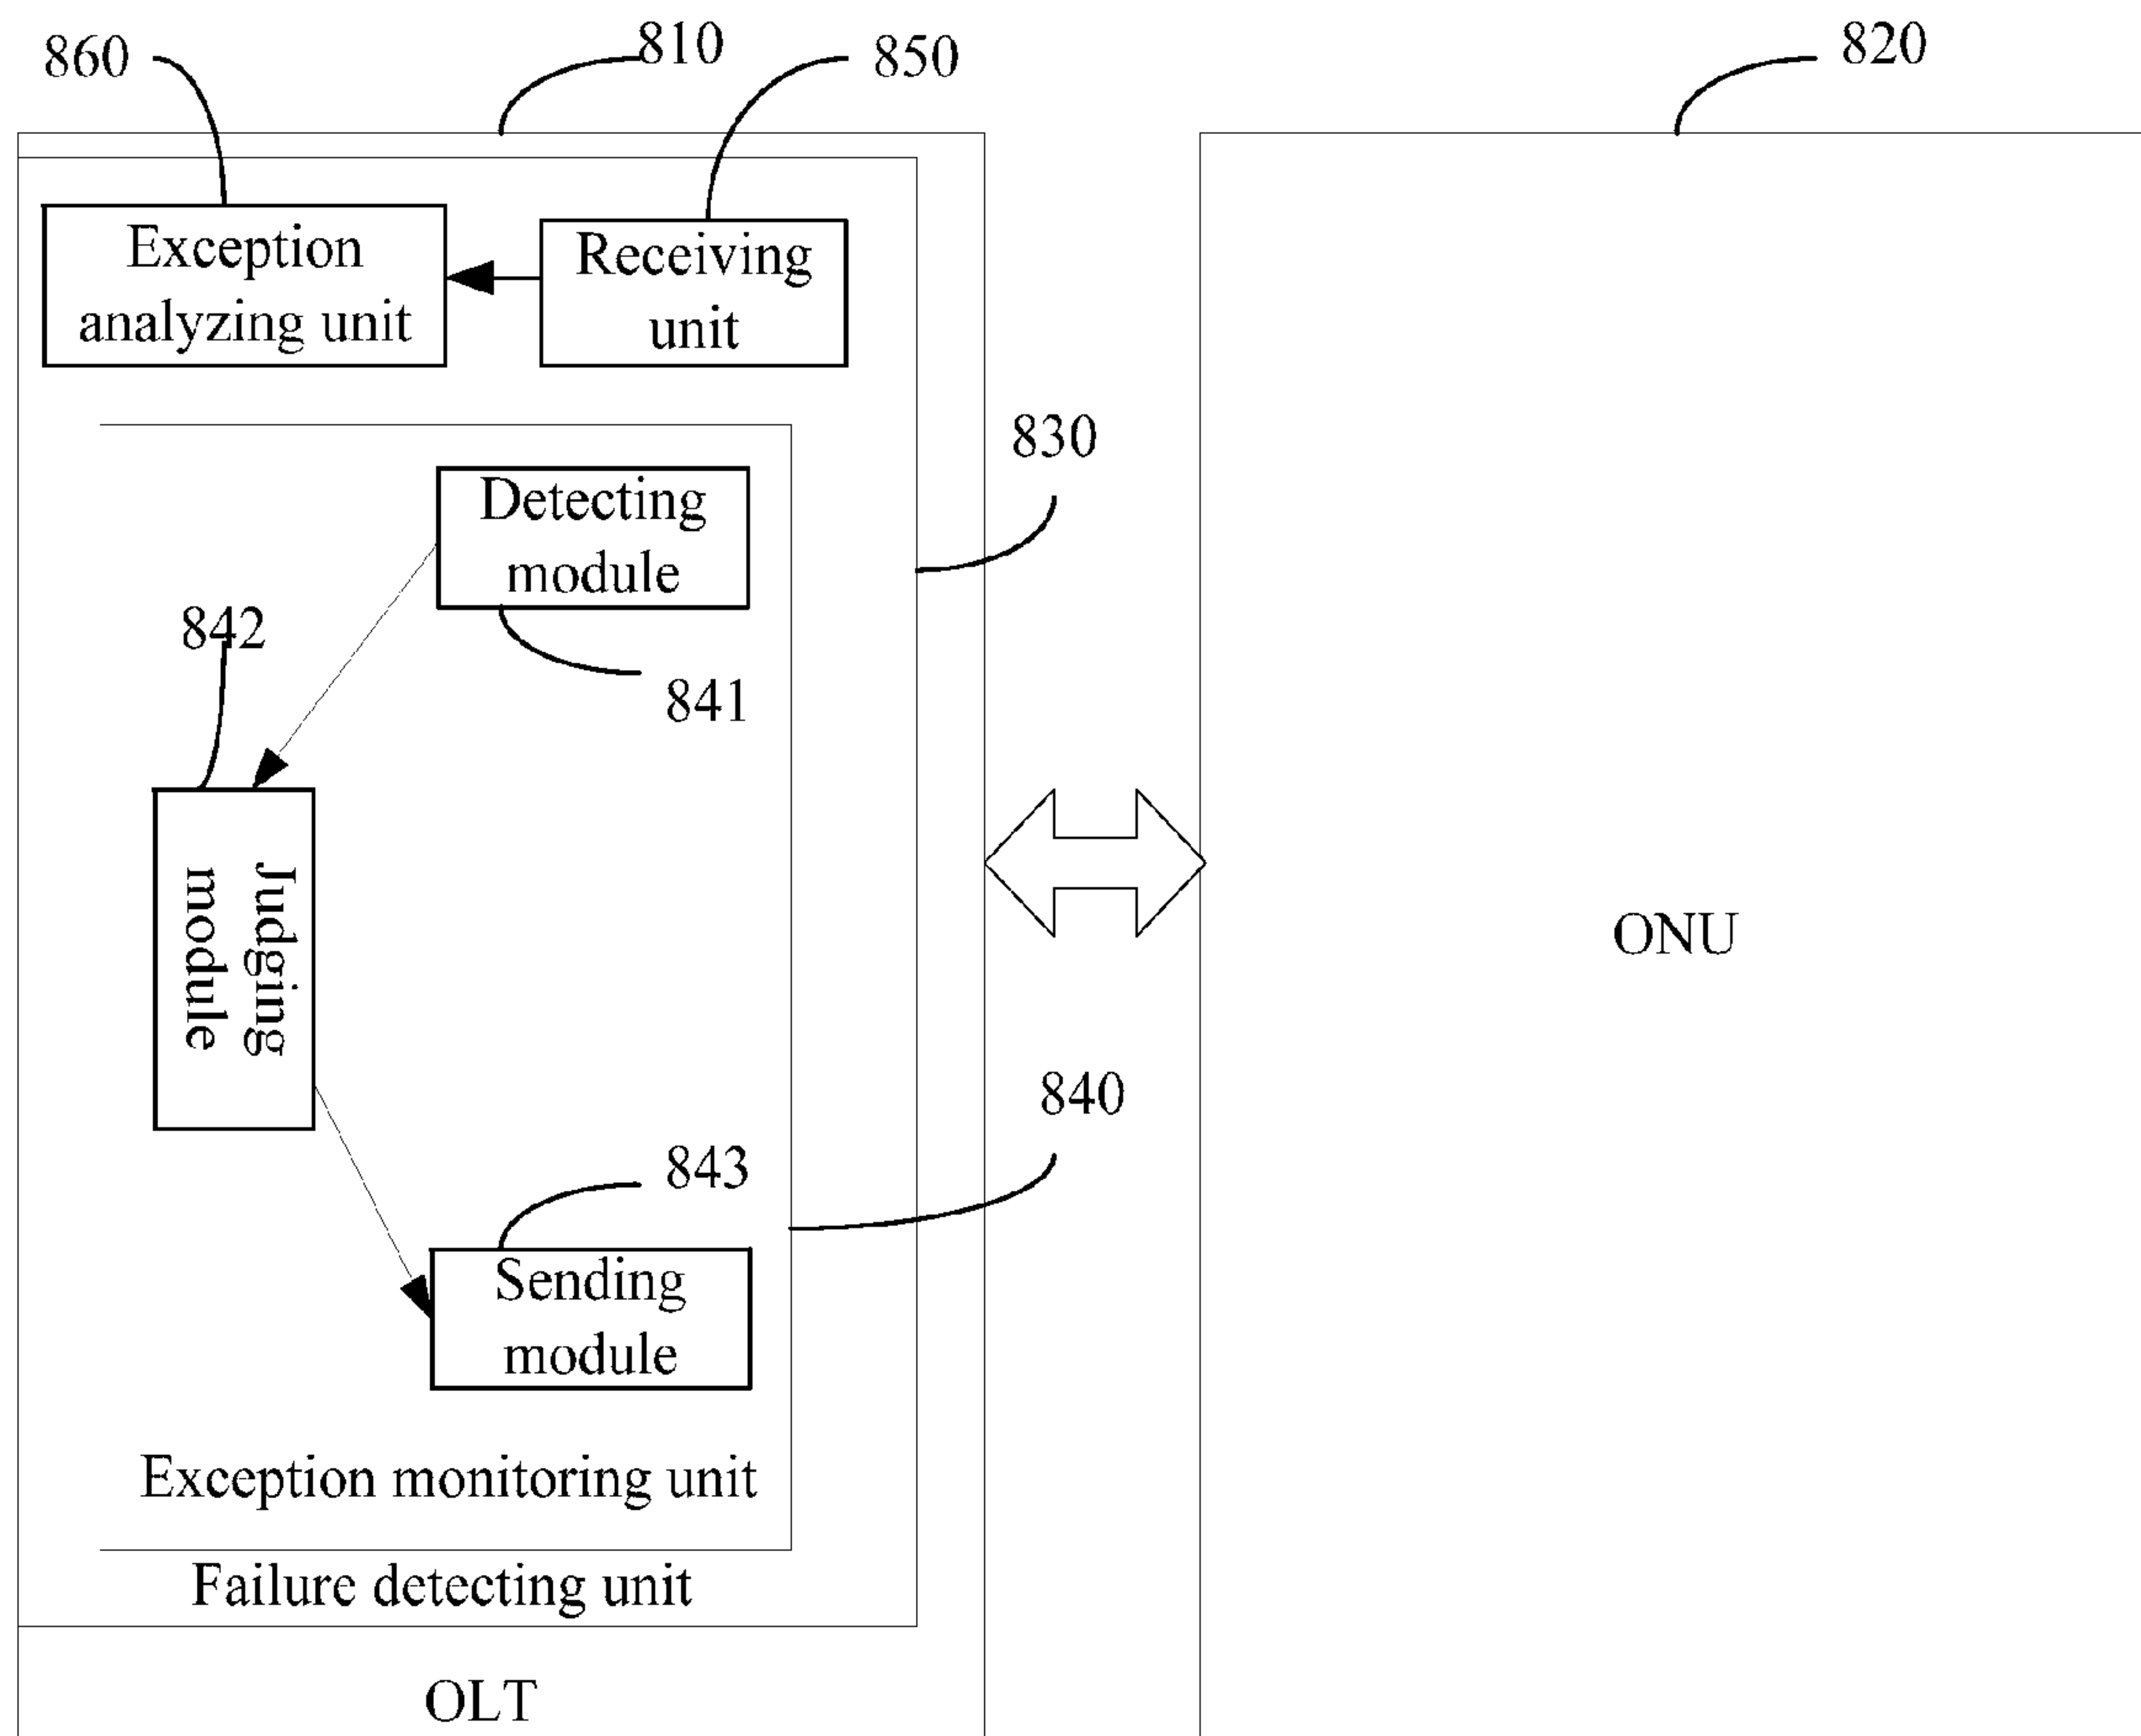 860
810
850
820
Exception
analyzing unit
Receiving
unit
830
Detecting
module
842
841
Judging
module
ONU
840
843
Sending
module
Exception monitoring unit
Failure detecting unit
OLT